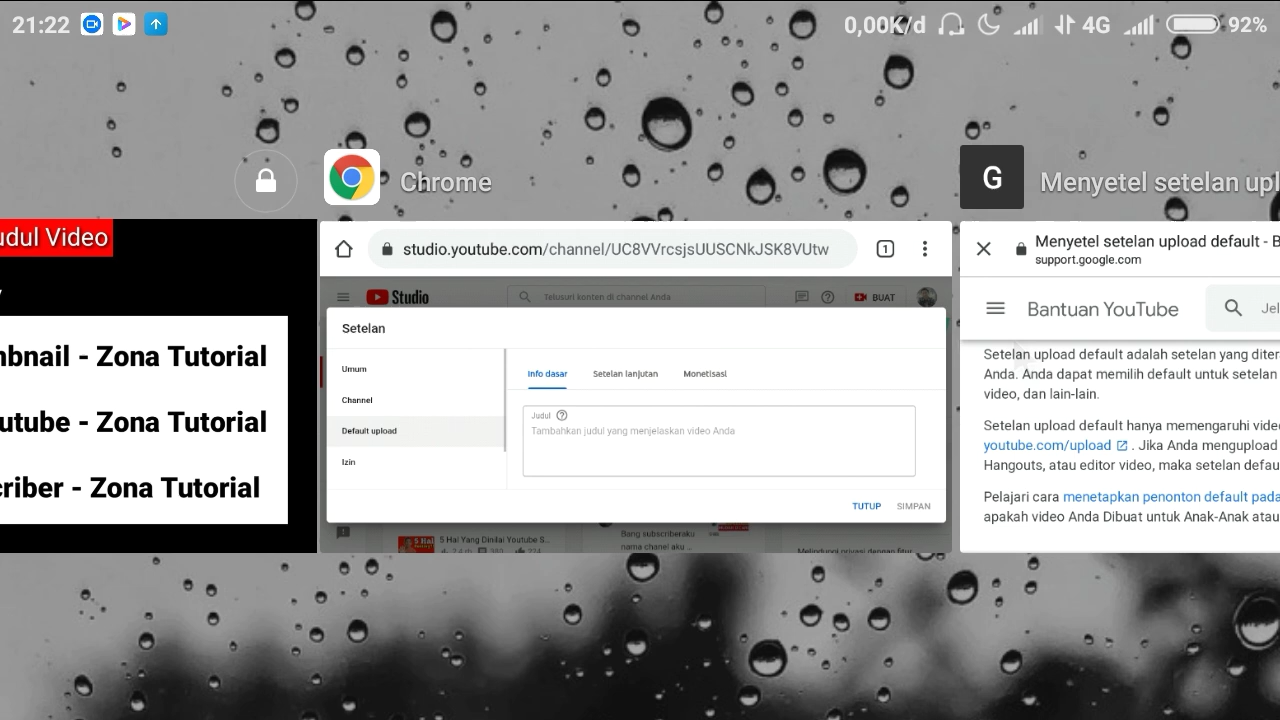 21:22
0,00K/d 4G 92%
Chrome
G
Menyetel setelan upl
udul Video
mbnail - Zona Tutorial
utube - Zona Tutorial
criber - Zona Tutorial
studio.youtube.com/channel/UC8VVrcsjsUUSCNkJSK8VUtw
1
Studio
Telusuri konten di channel Anda
BUAT
Setelan
Umum
Channel
Default upload
Izin
Info dasar
Setelan lanjutan
Monetisasi
Judul
Tambahkan judul yang menjelaskan video Anda
TUTUP
SIMPAN
5 Hal Yang Dinilai Youtube S...
Bang subscriberaku
nama chanel aku ...
Melindungi privasi dengan fitur
Menyetel setelan upload default - B
support.google.com
Bantuan YouTube
Jel
Setelan upload default adalah setelan yang diter
Anda. Anda dapat memilih default untuk setelan
video, dan lain-lain.
Setelan upload default hanya memengaruhi vide
youtube.com/upload . Jika Anda mengupload
Hangouts, atau editor video, maka setelan defau
Pelajari cara menetapkan penonton default pada
apakah video Anda Dibuat untuk Anak-Anak atau